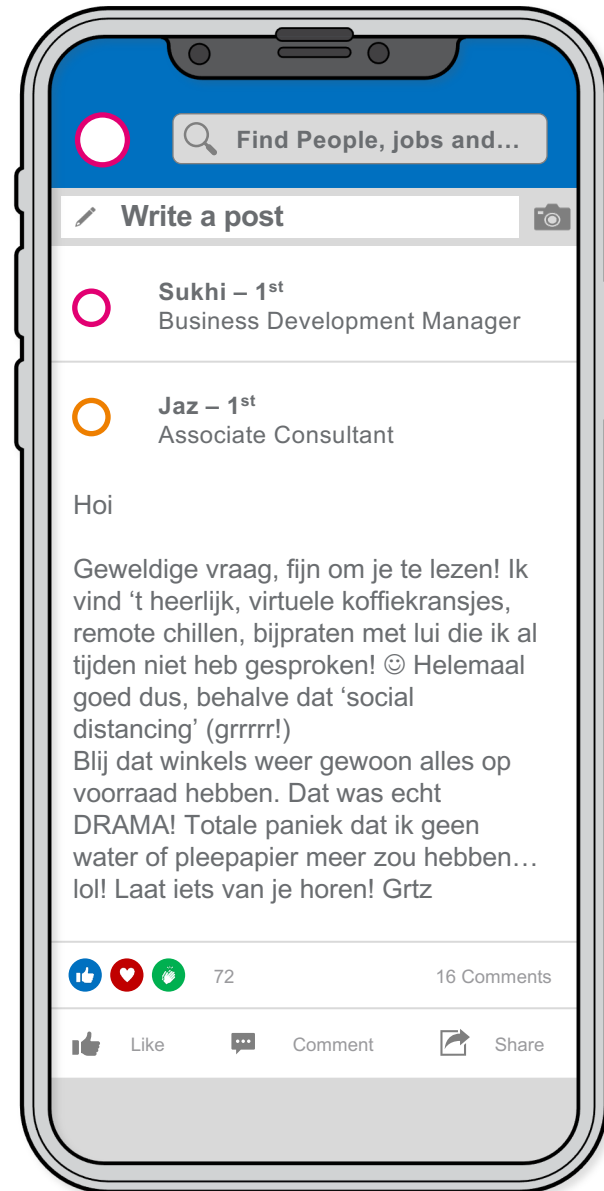 Find People, jobs and…
Write a post
Sukhi – 1st
Business Development Manager
Jaz – 1st
Associate Consultant
Hoi
Geweldige vraag, fijn om je te lezen! Ik
vind ‘t heerlijk, virtuele koffiekransjes,
remote chillen, bijpraten met lui die ik al
tijden niet heb gesproken! ☺ Helemaal
goed dus, behalve dat ‘social
distancing’ (grrrrr!)
Blij dat winkels weer gewoon alles op
voorraad hebben. Dat was echt
DRAMA! Totale paniek dat ik geen
water of pleepapier meer zou hebben…
lol! Laat iets van je horen! Grtz
72 16 Comments
Like Comment Share